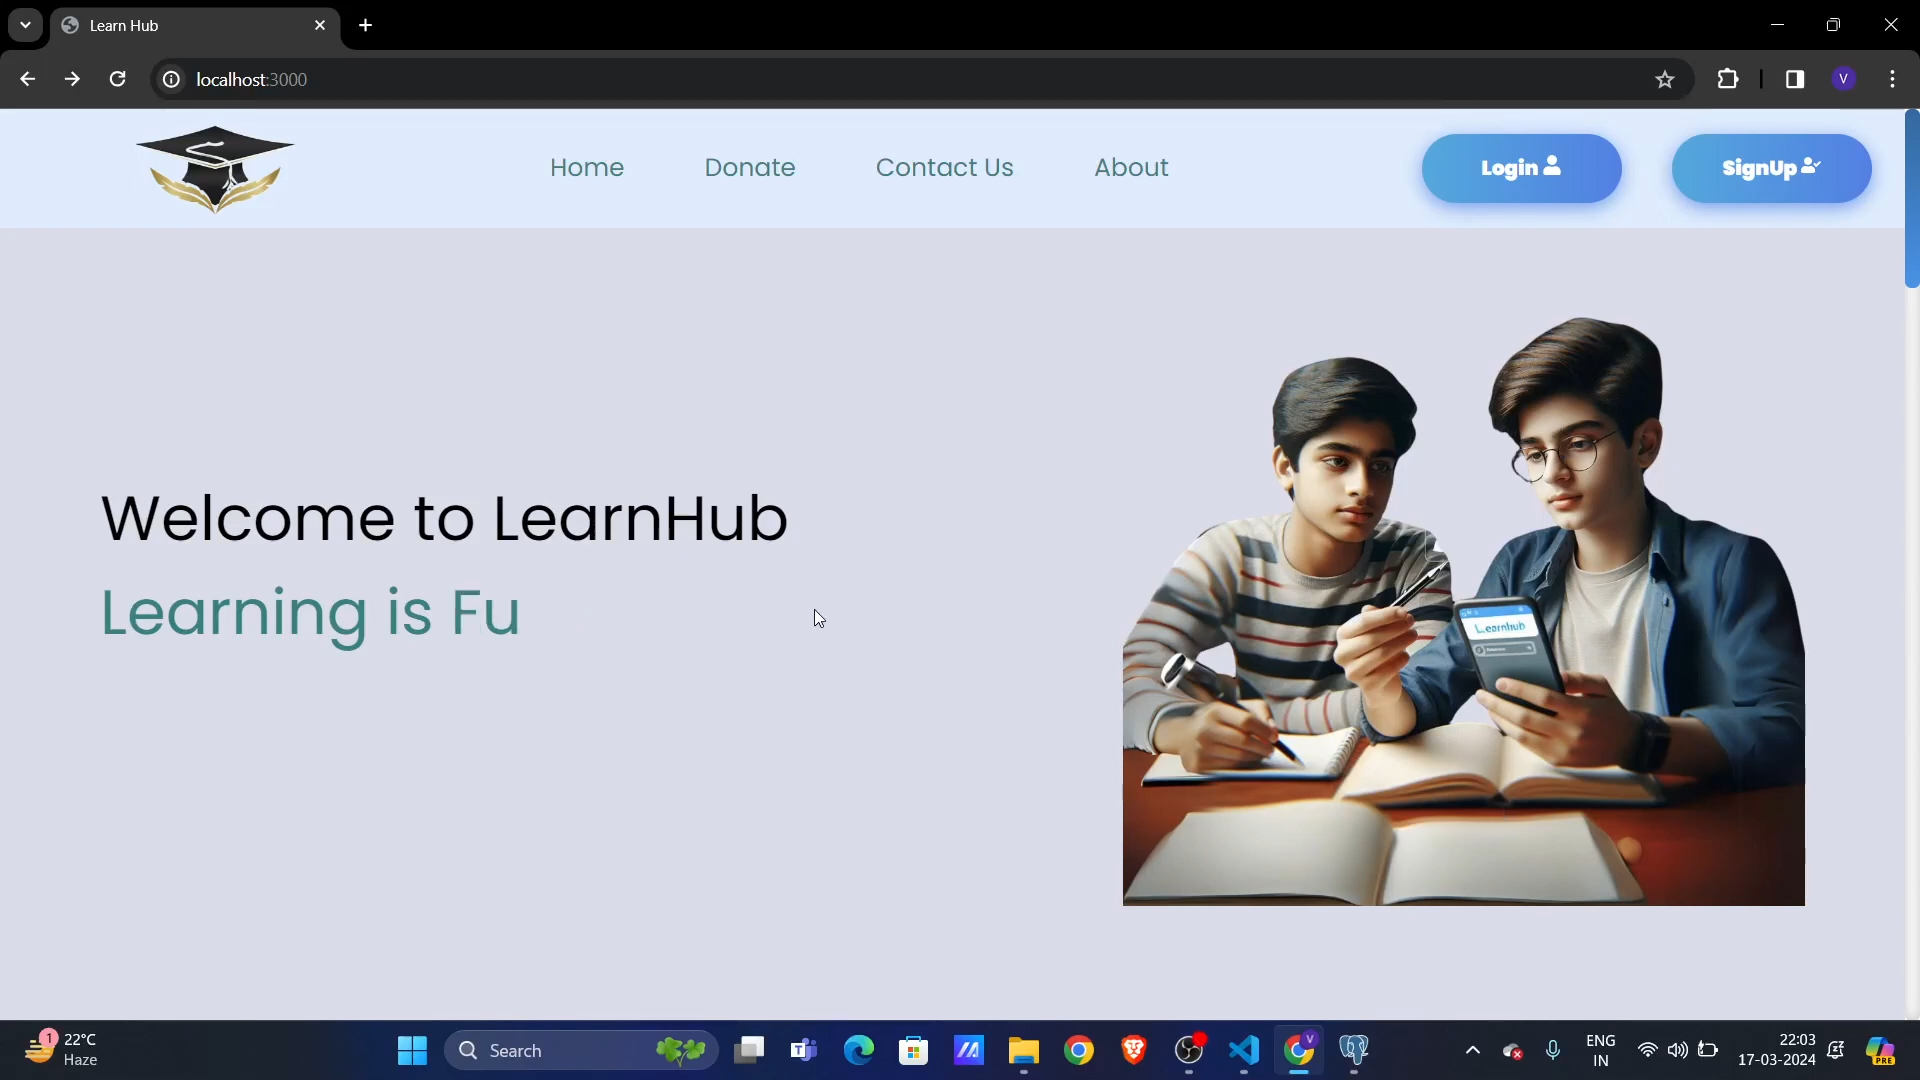 Learn Hub
localhost:3000
Home Donate Contact Us About Login SignUp
Welcome to LearnHub
Learning is Fu
Learnhub
V
1
22°C
Haze
Search
ENG
IN
22:03
17-03-2024
PRE